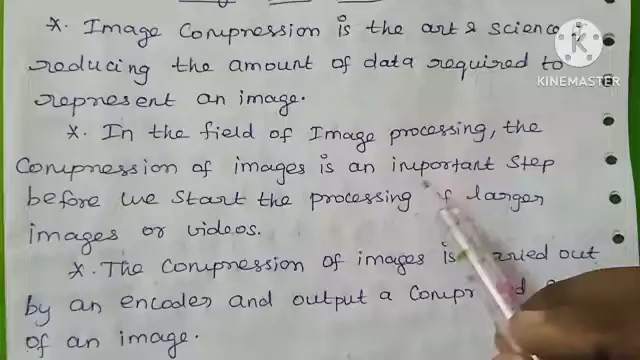 *. Image Compression is the art & science
reducing the amount of data required to
represent an image.
*. In the field of Image processing, the
Compression of images is an important step
before we start the processing of larger
images or videos.
*. The Compression of images is carried out
by an encoder and output a
of an image.
KINEMASTER